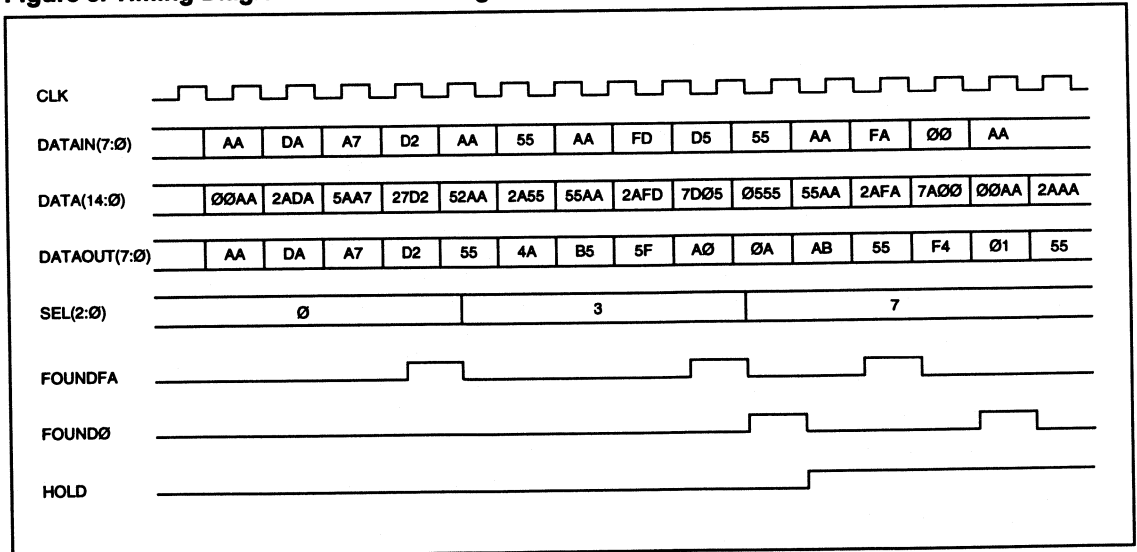 CLK
DATAIN(7:Ø) AA DA A7 D2 AA 55 AA FD D5 55 AA FA ØØ AA
DATA(14:Ø) ØØAA 2ADA 5AA7 27D2 52AA 2A55 55AA 2AFD 7DØ5 Ø555 55AA 2AFA 7AØØ ØØAA 2AAA
DATAOUT(7:Ø) AA DA A7 D2 55 4A B5 5F AØ ØA AB 55 F4 Ø1 55
SEL(2:Ø) Ø 3 7
FOUNDFA
FOUNDØ
HOLD